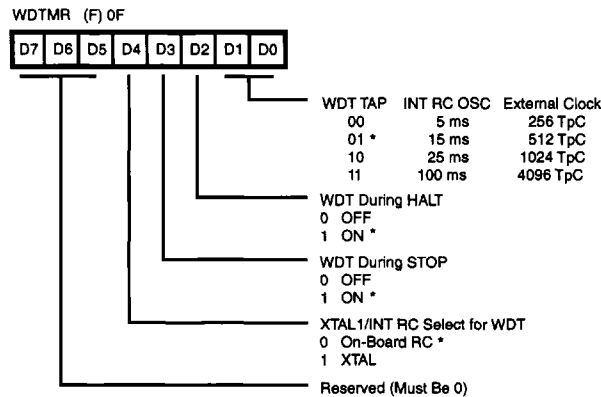 WDTMR (F) 0F
D7 D6 D5 D4 D3 D2 D1 D0
WDT TAP INT RC OSC External Clock
00 5 ms 256 TpC
01 * 15 ms 512 TpC
10 25 ms 1024 TpC
11 100 ms 4096 TpC
WDT During HALT
0 OFF
1 ON *
WDT During STOP
0 OFF
1 ON *
XTAL1/INT RC Select for WDT
0 On-Board RC *
1 XTAL
Reserved (Must Be 0)